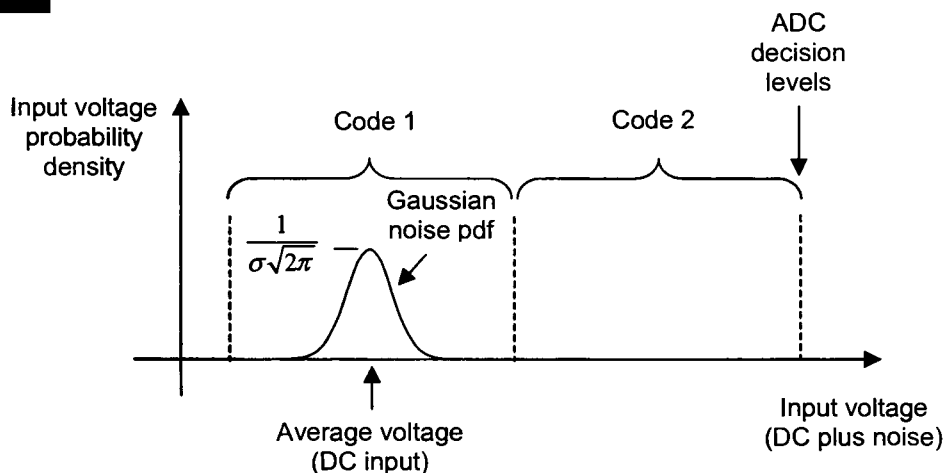 ADC
decision
levels
Input voltage
probability
density
Code 1
Code 2
Gaussian
noise pdf
1
σ√2π
Average voltage
(DC input)
Input voltage
(DC plus noise)